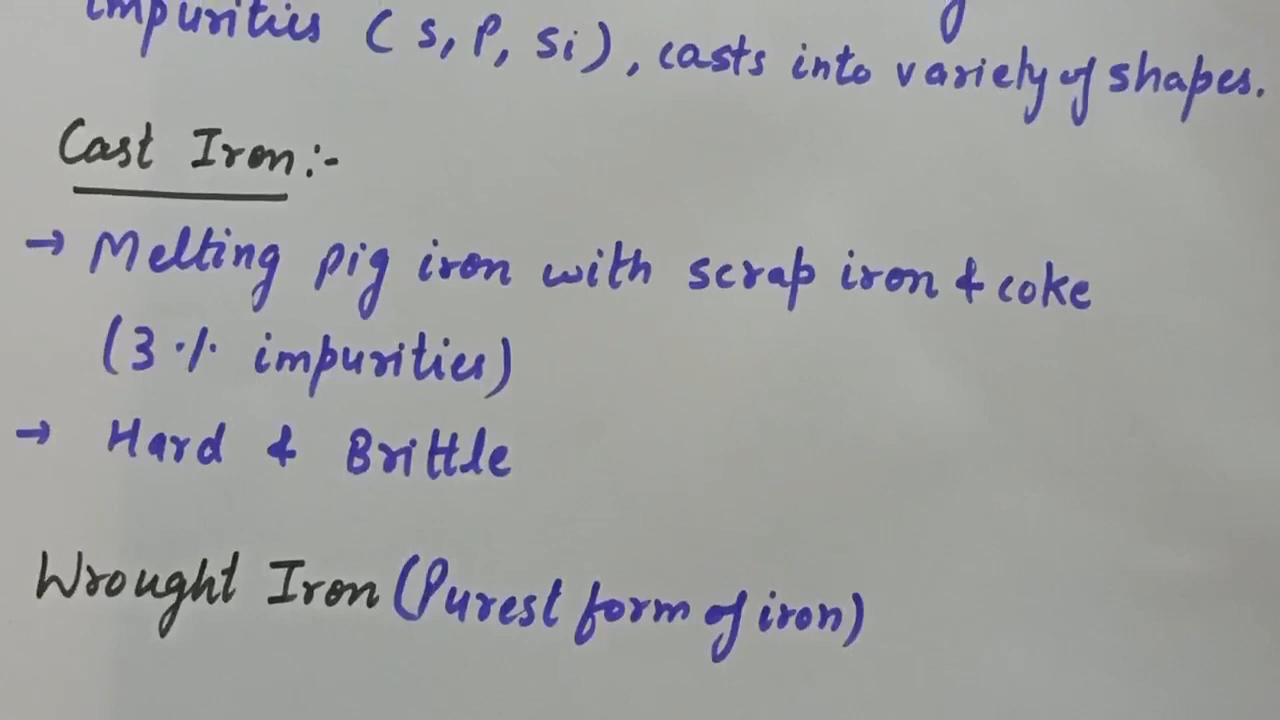 impurities (S, P, Si), casts into variety of shapes.
Cast Iron:-
→ Melting pig iron with scrap iron & coke
(3 % impurities)
→ Hard & Brittle
Wrought Iron (Purest form of iron)